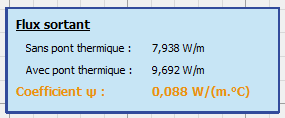 Flux sortant
Sans pont thermique : 7,938 W/m
Avec pont thermique : 9,692 W/m
Coefficient ψ : 0,088 W/(m.°C)